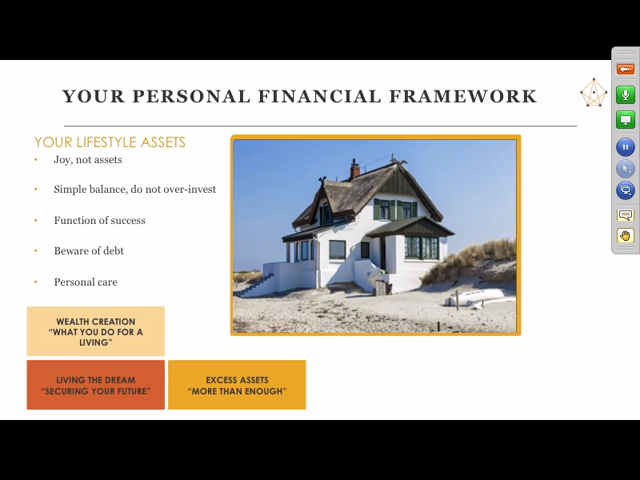 YOUR PERSONAL FINANCIAL FRAMEWORK
YOUR LIFESTYLE ASSETS
• Joy, not assets
• Simple balance, do not over-invest
• Function of success
• Beware of debt
• Personal care
WEALTH CREATION
“WHAT YOU DO FOR A
LIVING”
LIVING THE DREAM
“SECURING YOUR FUTURE”
EXCESS ASSETS
“MORE THAN ENOUGH”